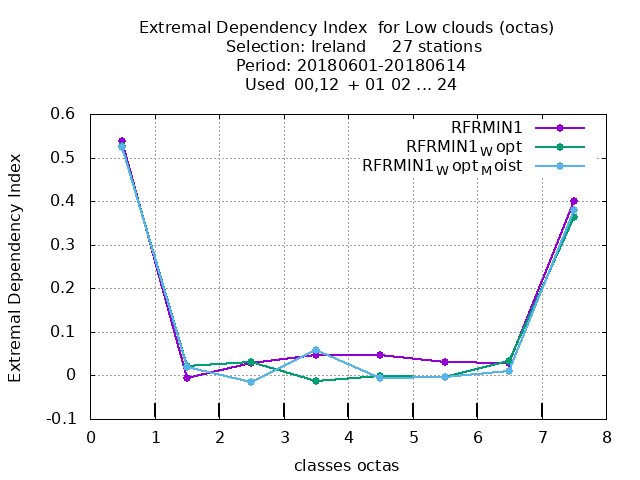 Extremal Dependency Index  for Low clouds (octas)
Selection: Ireland     27 stations
Period: 20180601-20180614
Used  00,12  + 01 02 ... 24
RFRMIN1
RFRMIN1_W opt
RFRMIN1_W opt_M oist
Extremal Dependency Index
0.6
0.5
0.4
0.3
0.2
0.1
0
-0.1
0 1 2 3 4 5 6 7 8
classes octas